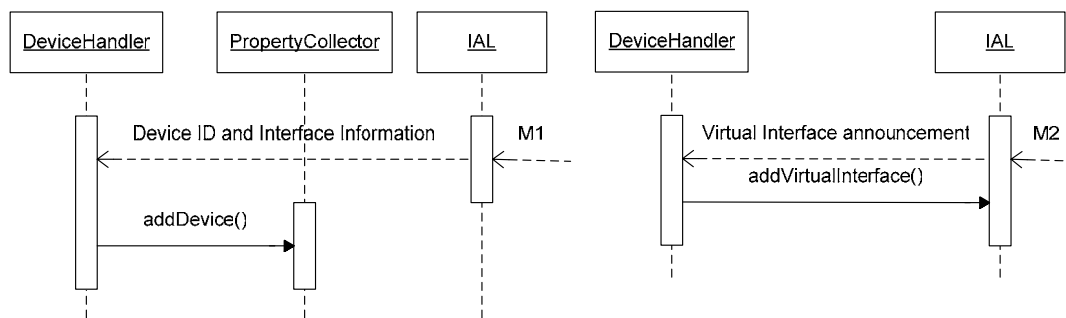 DeviceHandler
PropertyCollector
IAL
Device ID and Interface Information
M1
addDevice()
DeviceHandler
IAL
Virtual Interface announcement
M2
addVirtualInterface()